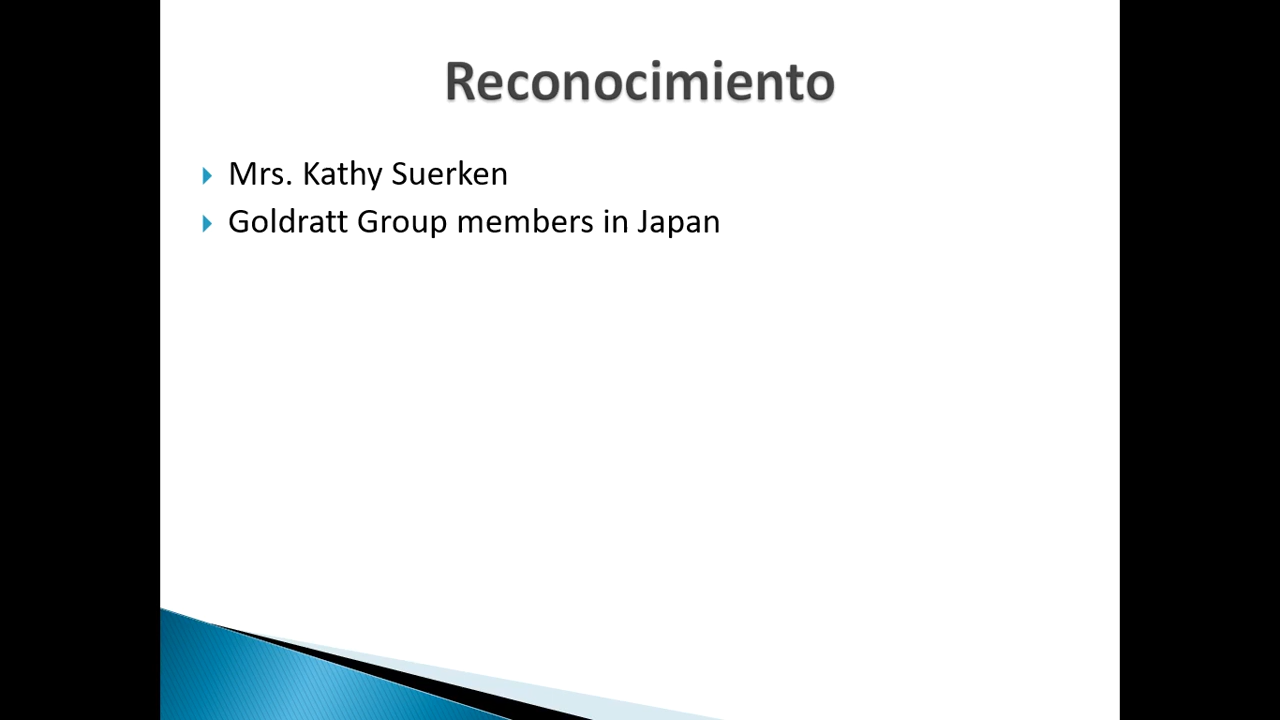 Reconocimiento
Mrs. Kathy Suerken
Goldratt Group members in Japan